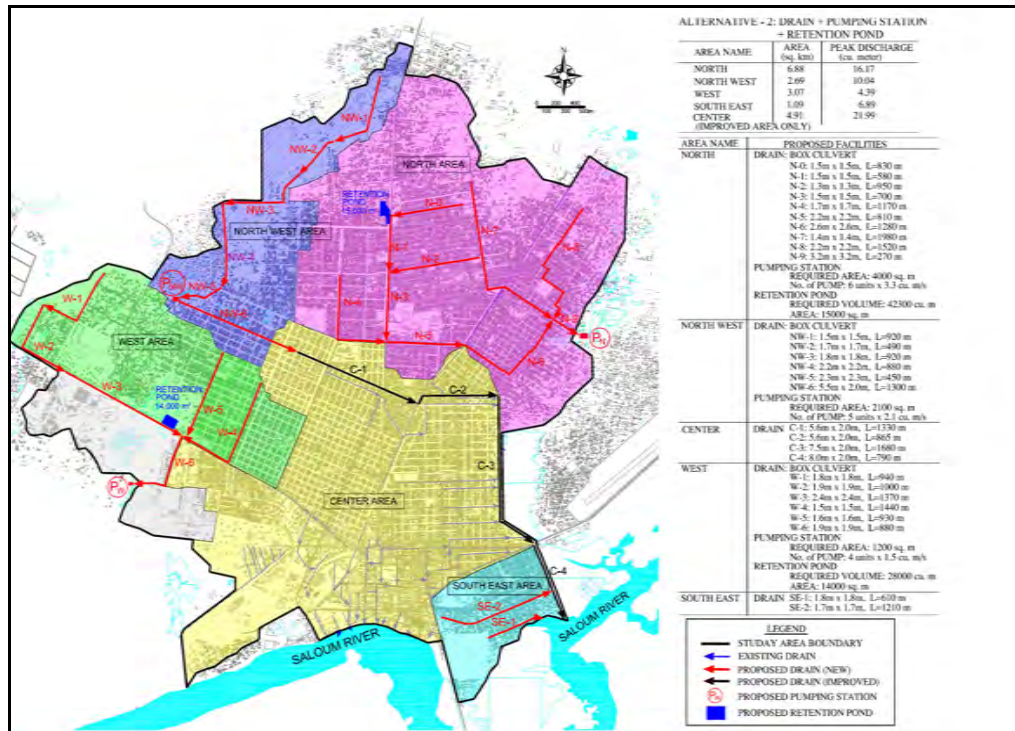 ALTERNATIVE - 2: DRAIN + PUMPING STATION
+ RETENTION POND
AREA NAME AREA (sq. km) PEAK DISCHARGE (cu. meter)
NORTH 6.88 16.17
NORTH WEST 2.69 10.04
WEST 3.07 4.39
SOUTH EAST 1.09 6.89
CENTER 4.91 21.99
(IMPROVED AREA ONLY)
AREA NAME PROPOSED FACILITIES
NORTH DRAIN: BOX CULVERT
N-0: 1.5m x 1.5m, L=830 m
N-1: 1.5m x 1.5m, L=580 m
N-2: 1.3m x 1.3m, L=950 m
N-3: 1.5m x 1.5m, L=700 m
N-4: 1.7m x 1.7m, L=1170 m
N-5: 2.2m x 2.2m, L=810 m
N-6: 2.6m x 2.6m, L=1280 m
N-7: 1.4m x 1.4m, L=1980 m
N-8: 2.2m x 2.2m, L=1520 m
N-9: 3.2m x 3.2m, L=270 m
PUMPING STATION
REQUIRED AREA: 4000 sq. m
No. of PUMP: 6 units x 3.3 cu. m/s
RETENTION POND
REQUIRED VOLUME: 42300 cu. m
AREA: 15000 sq. m
NORTH WEST DRAIN: BOX CULVERT
NW-1: 1.5m x 1.5m, L=920 m
NW-2: 1.7m x 1.7m, L=490 m
NW-3: 1.8m x 1.8m, L=920 m
NW-4: 2.2m x 2.2m, L=880 m
NW-5: 2.3m x 2.3m, L=450 m
NW-6: 5.5m x 2.0m, L=1300 m
PUMPING STATION
REQUIRED AREA: 2100 sq. m
No. of PUMP: 5 units x 2.1 cu. m/s
CENTER DRAIN C-1: 5.6m x 2.0m, L=1330 m
C-2: 5.6m x 2.0m, L=865 m
C-3: 7.5m x 2.0m, L=1680 m
C-4: 8.0m x 2.0m, L=790 m
WEST DRAIN: BOX CULVERT
W-1: 1.8m x 1.8m, L=940 m
W-2: 1.9m x 1.9m, L=1000 m
W-3: 2.4m x 2.4m, L=1370 m
W-4: 1.5m x 1.5m, L=1440 m
W-5: 1.6m x 1.6m, L=930 m
W-6: 1.9m x 1.9m, L=880 m
PUMPING STATION
REQUIRED AREA: 1200 sq. m
No. of PUMP: 4 units x 1.5 cu. m/s
RETENTION POND
REQUIRED VOLUME: 28000 cu. m
AREA: 14000 sq. m
SOUTH EAST DRAIN SE-1: 1.8m x 1.8m, L=610 m
SE-2: 1.7m x 1.7m, L=1210 m
LEGEND
STUDAY AREA BOUNDARY
EXISTING DRAIN
PROPOSED DRAIN (NEW)
PROPOSED DRAIN (IMPROVED)
PROPOSED PUMPING STATION
PROPOSED RETENTION POND
N
NW-1
NW-2
NORTH AREA
RETENTION
POND
15,000 m²
NW-3
N-0
N-7
N-8
NORTH WEST AREA
N-1
NW-4
N-2
NW-5
W-1
N-4
N-3
NW-6
N-9
WEST AREA
N-5
W-2
N-6
C-1
C-2
W-3
RETENTION
POND
14,000 m²
W-5
W-4
C-3
W-6
CENTER AREA
C-4
SOUTH EAST AREA
SE-2
SE-1
SALOUM RIVER
SALOUM RIVER